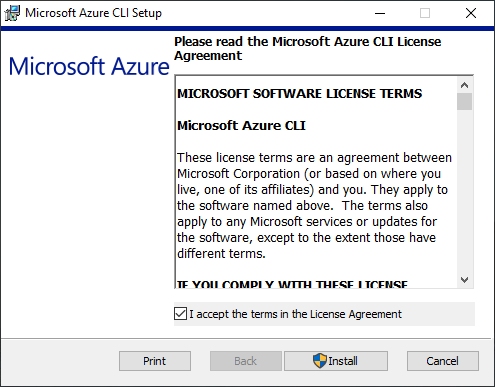 Microsoft Azure CLI Setup
Please read the Microsoft Azure CLI License
Agreement
Microsoft Azure
MICROSOFT SOFTWARE LICENSE TERMS
Microsoft Azure CLI
These license terms are an agreement between
Microsoft Corporation (or based on where you
live, one of its affiliates) and you. They apply to
the software named above.  The terms also
apply to any Microsoft services or updates for
the software, except to the extent those have
different terms.
IF YOU COMPLY WITH THESE LICENSE
I accept the terms in the License Agreement
Print
Back
Install
Cancel